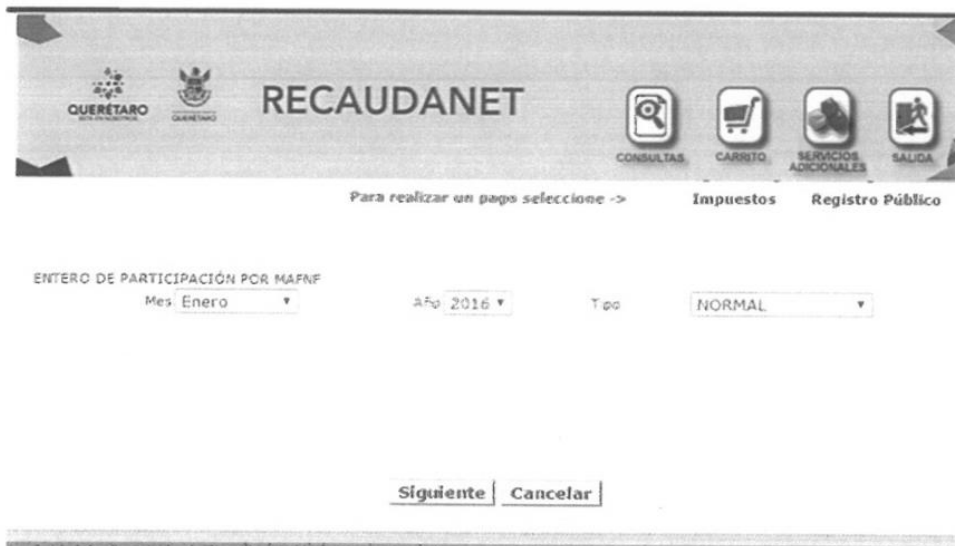 QUERÉTARO
QUERÉTARO
RECAUDANET
CONSULTAS
CARRITO
SERVICIOS
ADICIONALES
SALIDA
Para realizar un pago seleccione -> Impuestos Registro Público
ENTERO DE PARTICIPACIÓN POR MAFNF
Mes Enero Año 2016 Tipo NORMAL
Siguiente Cancelar